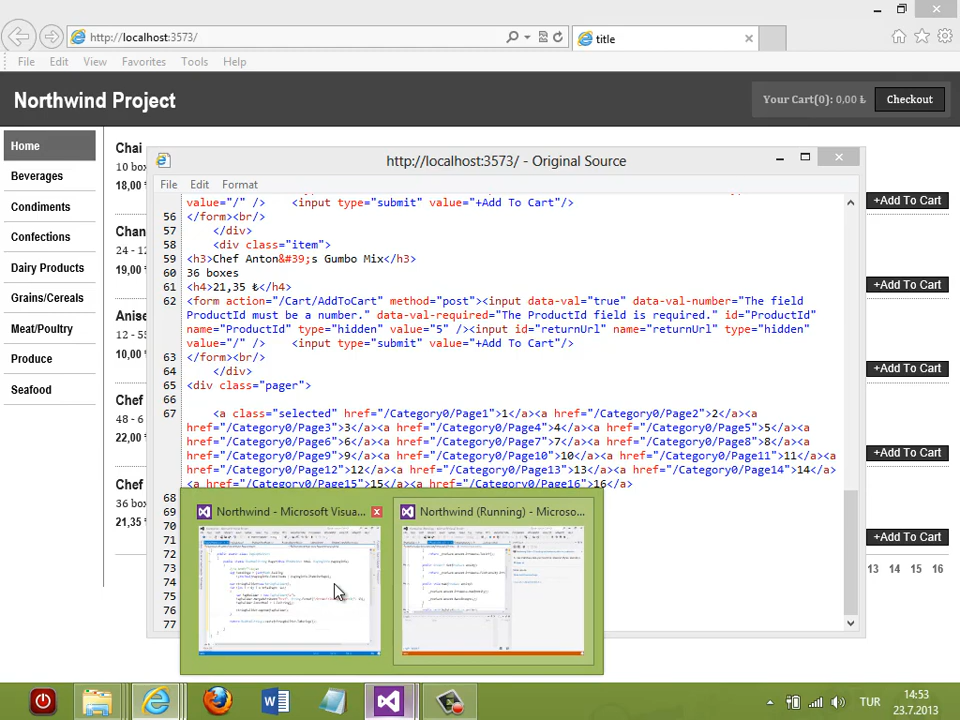 http://localhost:3573/
title
File Edit View Favorites Tools Help
Northwind Project
Your Cart(0): 0,00 ₺
Checkout
Home
Beverages
Condiments
Confections
Dairy Products
Grains/Cereals
Meat/Poultry
Produce
Seafood
Chai
10 box
18,00
Chan
24 - 12
19,00
Anise
12 - 55
10,00
Chef
48 - 6
22,00
Chef
36 box
21,35
+Add To Cart
+Add To Cart
+Add To Cart
+Add To Cart
+Add To Cart
13 14 15 16
http://localhost:3573/ - Original Source
File Edit Format
value="/" /> <input type="submit" value="+Add To Cart"/>
56 </form><br/>
57 </div>
58 <div class="item">
59 <h3>Chef Anton&#39;s Gumbo Mix</h3>
60 36 boxes
61 <h4>21,35 ₺</h4>
62 <form action="/Cart/AddToCart" method="post"><input data-val="true" data-val-number="The field
ProductId must be a number." data-val-required="The ProductId field is required." id="ProductId"
name="ProductId" type="hidden" value="5" /><input id="returnUrl" name="returnUrl" type="hidden"
value="/" /> <input type="submit" value="+Add To Cart"/>
63 </form><br/>
64 </div>
65 <div class="pager">
66
67 <a class="selected" href="/Category0/Page1">1</a><a href="/Category0/Page2">2</a><a
href="/Category0/Page3">3</a><a href="/Category0/Page4">4</a><a href="/Category0/Page5">5</a><a
href="/Category0/Page6">6</a><a href="/Category0/Page7">7</a><a href="/Category0/Page8">8</a><a
href="/Category0/Page9">9</a><a href="/Category0/Page10">10</a><a href="/Category0/Page11">11</a><a
href="/Category0/Page12">12</a><a href="/Category0/Page13">13</a><a href="/Category0/Page14">14</a>
<a href="/Category0/Page15">15</a><a href="/Category0/Page16">16</a>
68
69
70
71
72
73
74
75
76
77
Northwind - Microsoft Visua...
Northwind (Running) - Microso...
TUR
14:53
23.7.2013